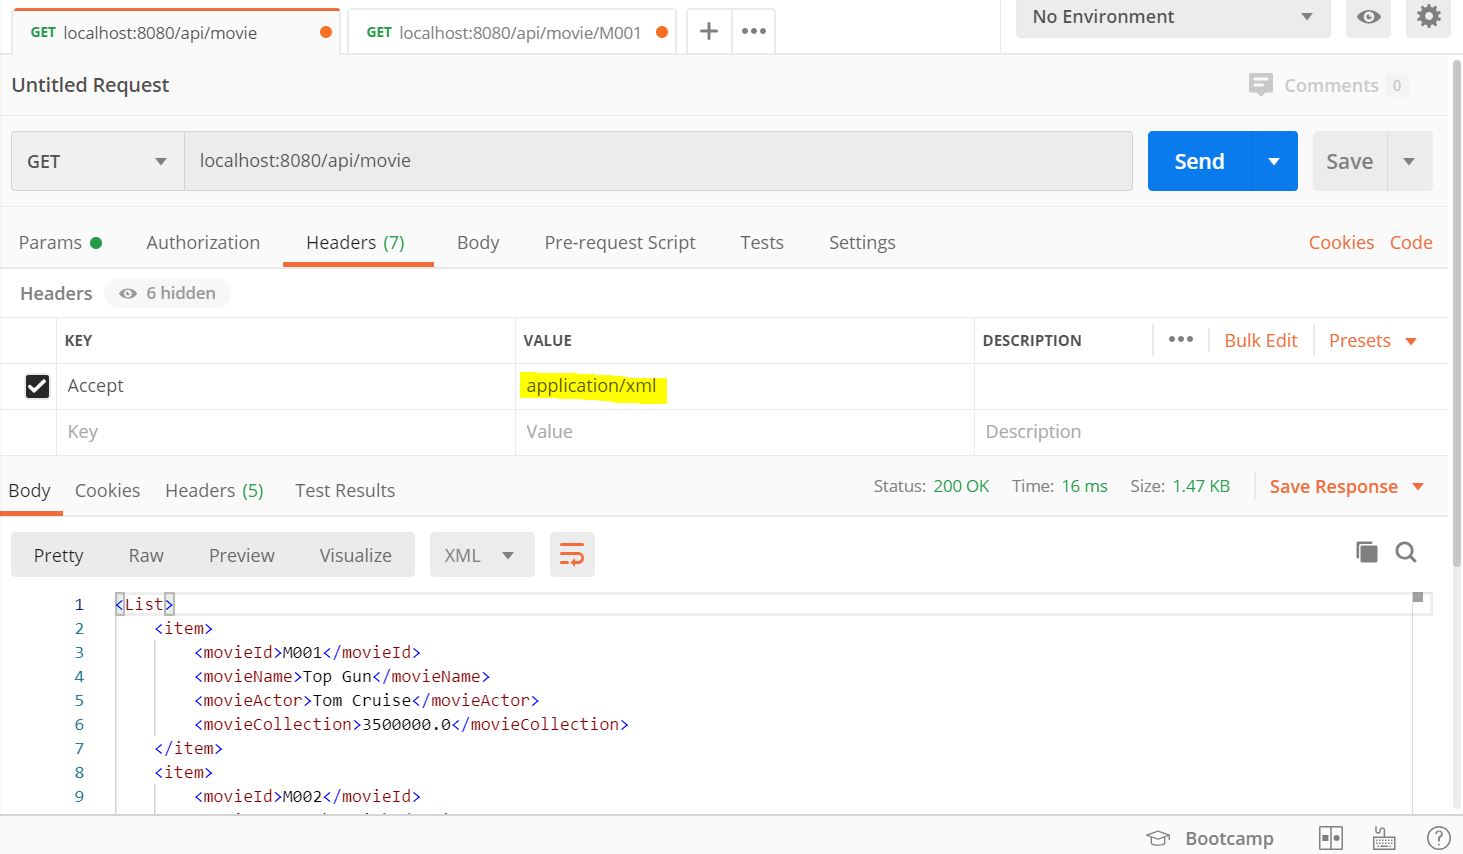 GET localhost:8080/api/movie GET localhost:8080/api/movie/M001 + ••• No Environment
Untitled Request Comments 0
GET localhost:8080/api/movie Send Save
Params Authorization Headers (7) Body Pre-request Script Tests Settings Cookies Code
Headers 6 hidden
KEY VALUE DESCRIPTION ••• Bulk Edit Presets
Accept application/xml
Key Value Description
Body Cookies Headers (5) Test Results Status: 200 OK Time: 16 ms Size: 1.47 KB Save Response
Pretty Raw Preview Visualize XML
1 <List>
2 <item>
3 <movieId>M001</movieId>
4 <movieName>Top Gun</movieName>
5 <movieActor>Tom Cruise</movieActor>
6 <movieCollection>3500000.0</movieCollection>
7 </item>
8 <item>
9 <movieId>M002</movieId>
Bootcamp ?